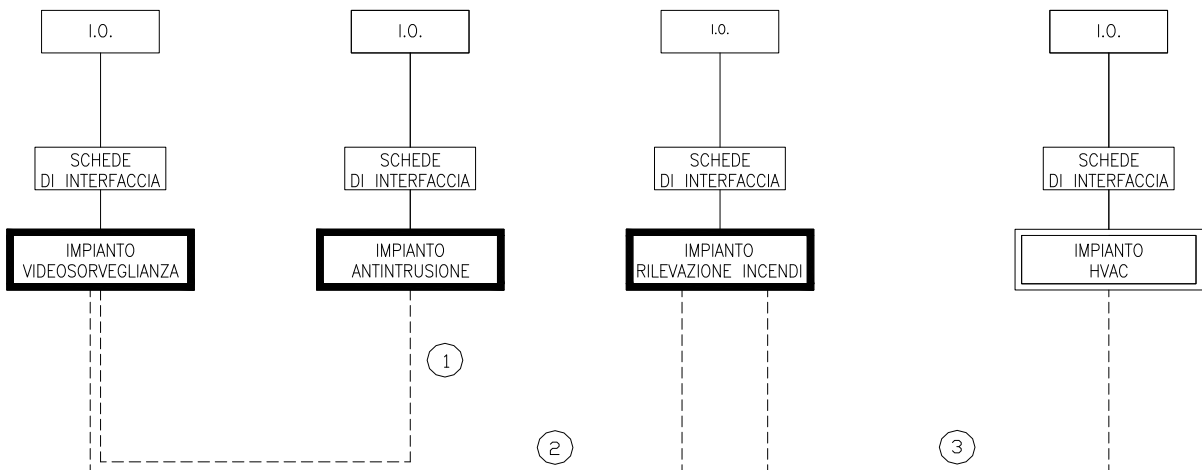 I.O.
I.O.
I.O.
I.O.
SCHEDE
DI INTERFACCIA
SCHEDE
DI INTERFACCIA
SCHEDE
DI INTERFACCIA
SCHEDE
DI INTERFACCIA
IMPIANTO
VIDEOSORVEGLIANZA
IMPIANTO
ANTINTRUSIONE
IMPIANTO
RILEVAZIONE INCENDI
IMPIANTO
HVAC
1
2
3